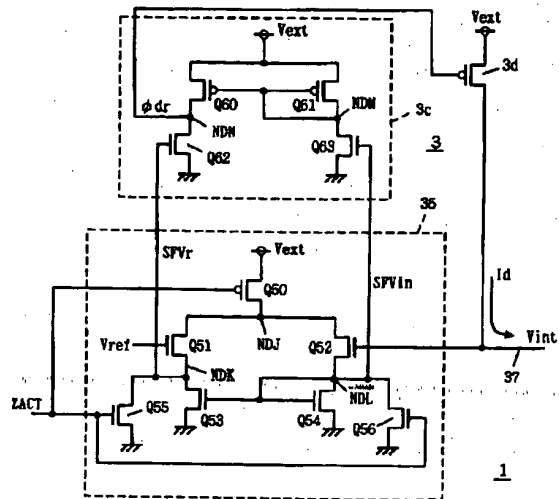 Vext
Vext
3d
Q60
Q61
φdr
NDN
NDM
3c
Q62
Q63
3
35
SFVr
Vext
SFVin
Q50
Id
Vref
Q51
NDJ
Q52
Vint
37
NDK
NDL
ZACT
Q55
Q53
Q54
Q56
1